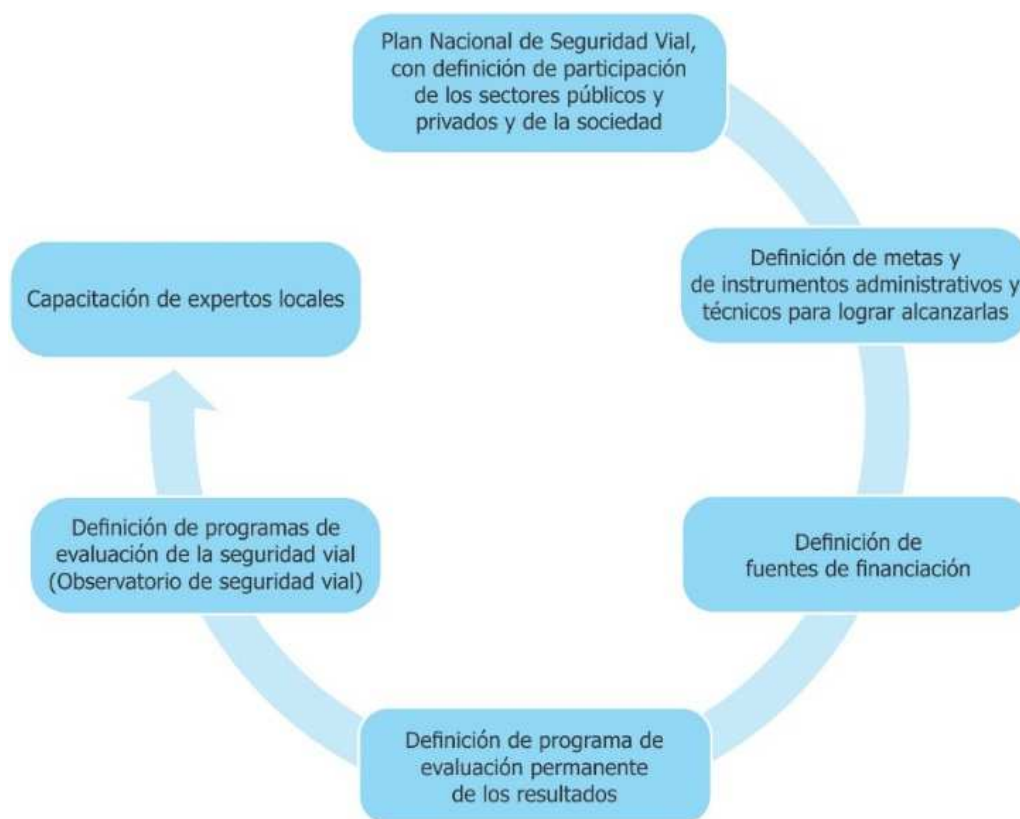 Plan Nacional de Seguridad Vial,
con definición de participación
de los sectores públicos y
privados y de la sociedad
Definición de metas y
de instrumentos administrativos y
técnicos para lograr alcanzarlas
Definición de
fuentes de financiación
Definición de programa de
evaluación permanente
de los resultados
Definición de programas de
evaluación de la seguridad vial
(Observatorio de seguridad vial)
Capacitación de expertos locales